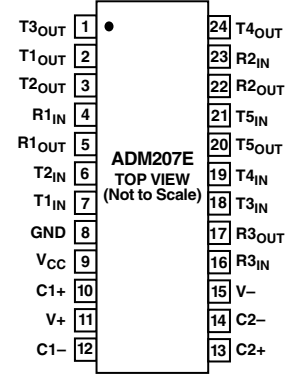 T3OUT 1 24 T4OUT
T1OUT 2 23 R2IN
T2OUT 3 22 R2OUT
R1IN 4 21 T5IN
R1OUT 5 20 T5OUT
ADM207E
T2IN 6 19 T4IN
TOP VIEW
(Not to Scale)
T1IN 7 18 T3IN
GND 8 17 R3OUT
VCC 9 16 R3IN
C1+ 10 15 V–
V+ 11 14 C2–
C1– 12 13 C2+